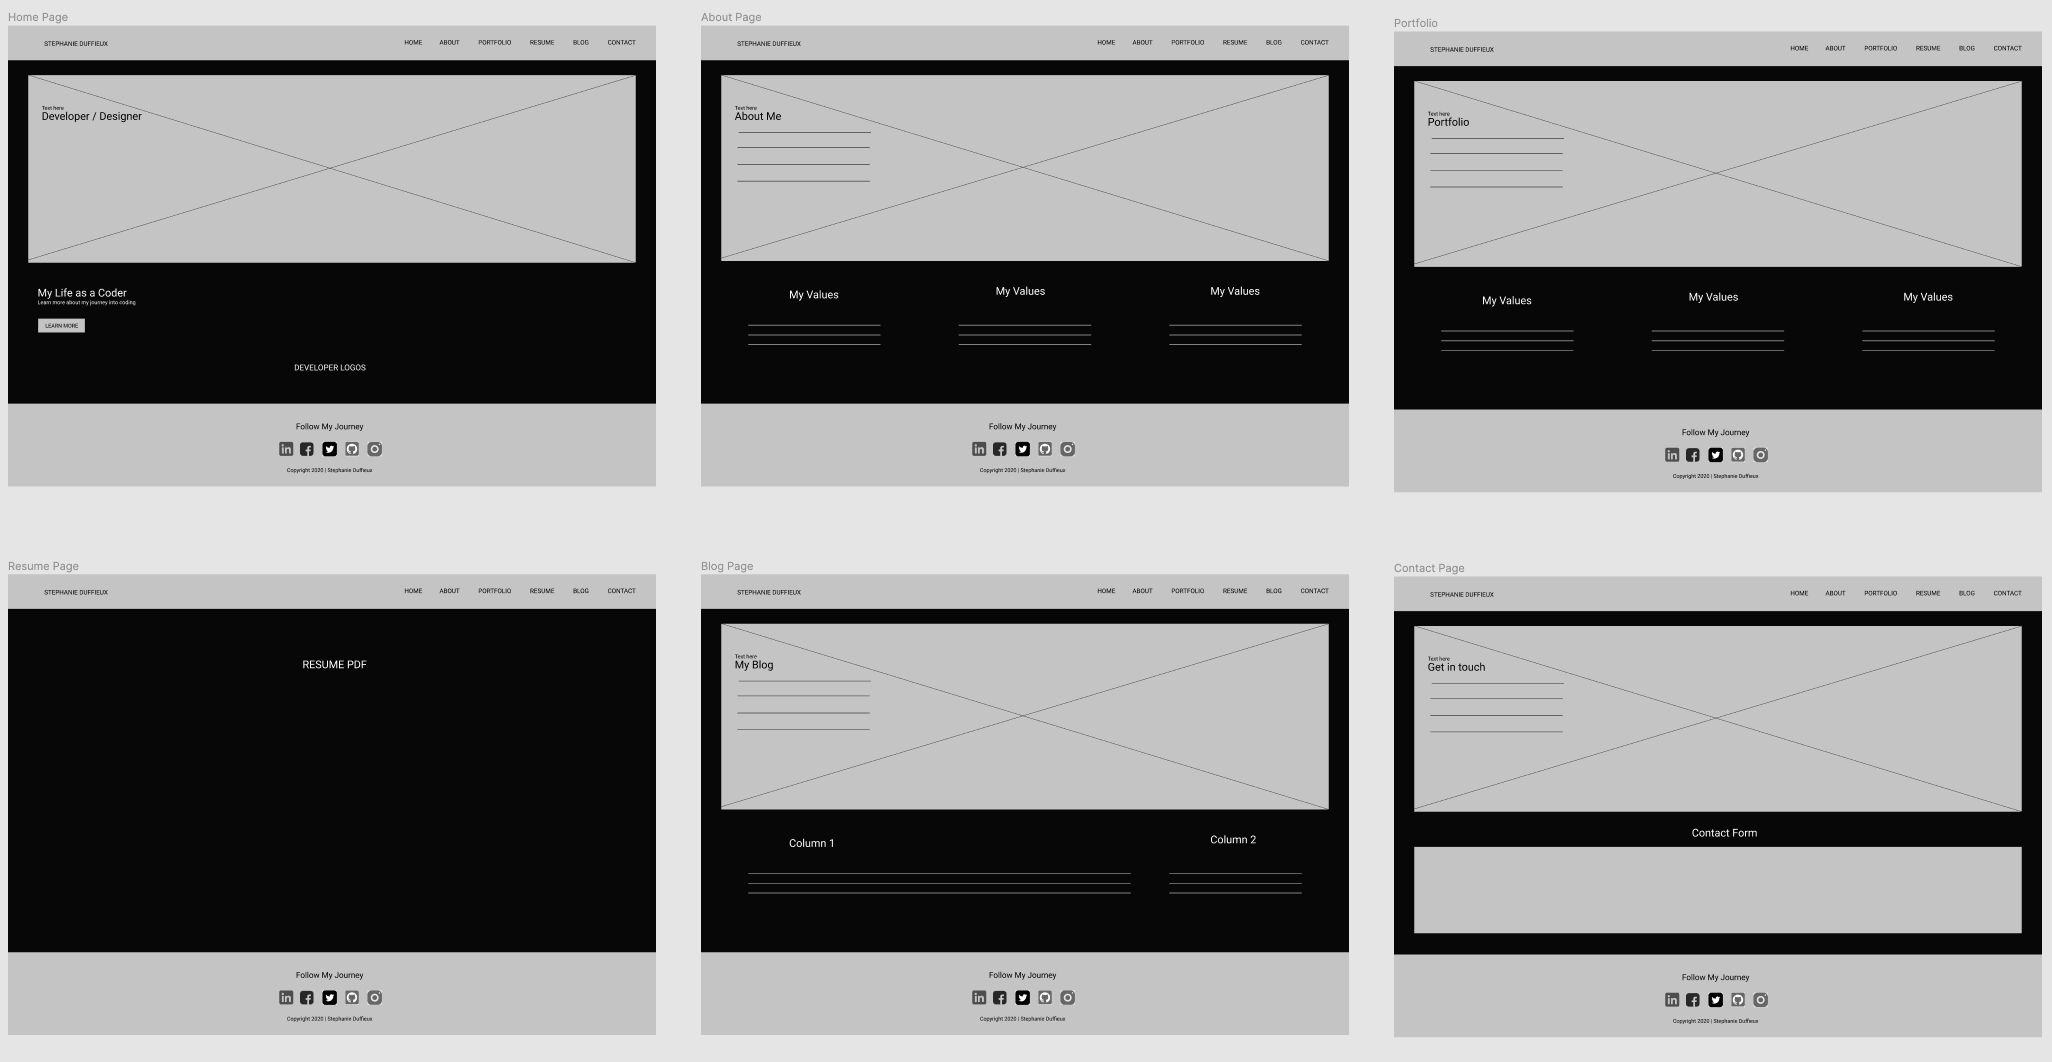 Home Page
STEPHANIE DUFFIEUX HOME ABOUT PORTFOLIO RESUME BLOG CONTACT
Text here
Developer / Designer
My Life as a Coder
Learn more about my journey into coding
LEARN MORE
DEVELOPER LOGOS
Follow My Journey
in f
Copyright 2020 | Stephanie Duffieux
About Page
STEPHANIE DUFFIEUX HOME ABOUT PORTFOLIO RESUME BLOG CONTACT
Text here
About Me
My Values My Values My Values
Follow My Journey
in f
Copyright 2020 | Stephanie Duffieux
Portfolio
STEPHANIE DUFFIEUX HOME ABOUT PORTFOLIO RESUME BLOG CONTACT
Text here
Portfolio
My Values My Values My Values
Follow My Journey
in f
Copyright 2020 | Stephanie Duffieux
Resume Page
STEPHANIE DUFFIEUX HOME ABOUT PORTFOLIO RESUME BLOG CONTACT
RESUME PDF
Follow My Journey
in f
Copyright 2020 | Stephanie Duffieux
Blog Page
STEPHANIE DUFFIEUX HOME ABOUT PORTFOLIO RESUME BLOG CONTACT
Text here
My Blog
Column 1 Column 2
Follow My Journey
in f
Copyright 2020 | Stephanie Duffieux
Contact Page
STEPHANIE DUFFIEUX HOME ABOUT PORTFOLIO RESUME BLOG CONTACT
Text here
Get in touch
Contact Form
Follow My Journey
in f
Copyright 2020 | Stephanie Duffieux